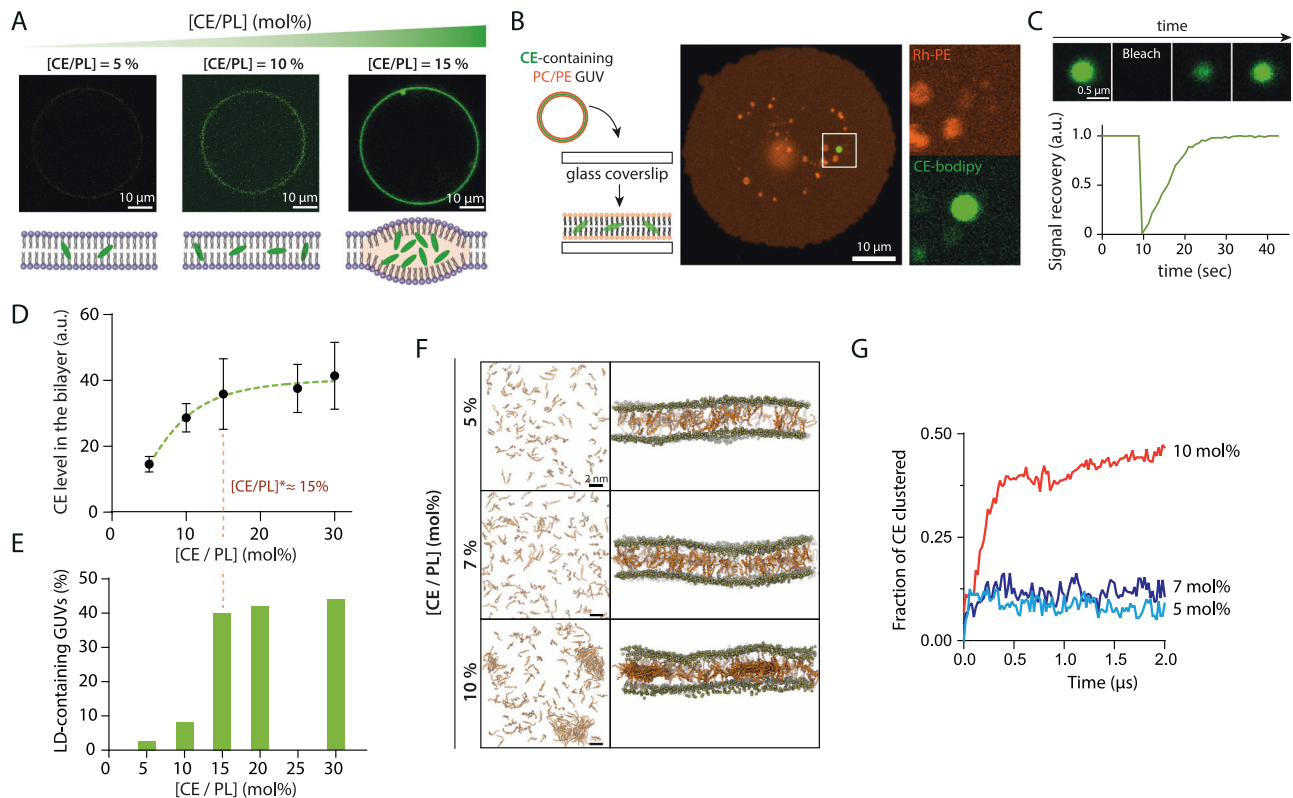 A
[CE/PL] (mol%)
[CE/PL] = 5 %
[CE/PL] = 10 %
[CE/PL] = 15 %
10 µm
10 µm
10 µm
B
CE-containing
PC/PE GUV
glass coverslip
10 µm
Rh-PE
CE-bodipy
C
time
Bleach
0.5 µm
Signal recovery (a.u.)
1.0
0.5
0
0
10
20
30
40
time (sec)
D
CE level in the bilayer (a.u.)
60
40
20
0
0
10
20
30
[CE/PL]*≈ 15%
[CE / PL] (mol%)
E
LD-containing GUVs (%)
50
40
30
20
10
0
0
5
10
15
20
25
30
[CE / PL] (mol%)
F
[CE / PL] (mol%)
5 %
2 nm
7 %
10 %
G
Fraction of CE clustered
0.50
0.25
0.00
0.0
0.5
1.0
1.5
2.0
Time (µs)
10 mol%
7 mol%
5 mol%